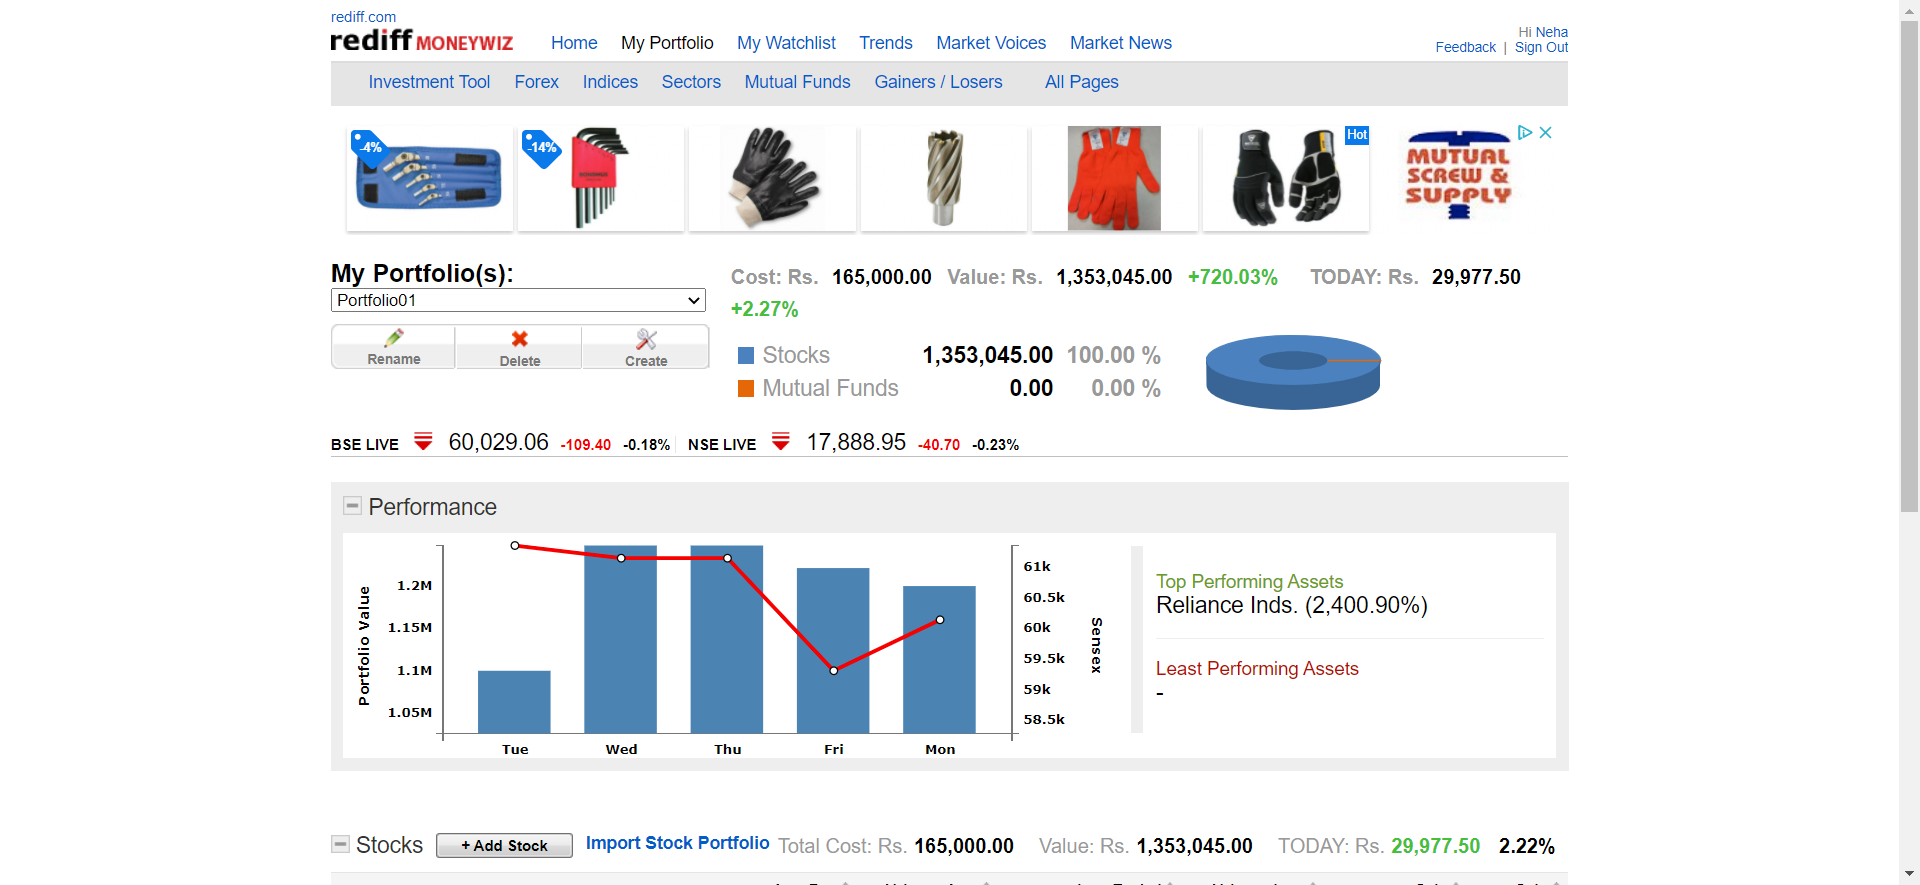 rediff.com
rediff MONEYWIZ
Home My Portfolio My Watchlist Trends Market Voices Market News
Hi Neha
Feedback | Sign Out
Investment Tool Forex Indices Sectors Mutual Funds Gainers / Losers All Pages
-4%
-14%
Hot
MUTUAL
SCREW &
SUPPLY
My Portfolio(s):
Portfolio01
Rename Delete Create
Cost: Rs. 165,000.00 Value: Rs. 1,353,045.00 +720.03% TODAY: Rs. 29,977.50
+2.27%
Stocks 1,353,045.00 100.00 %
Mutual Funds 0.00 0.00 %
BSE LIVE 60,029.06 -109.40 -0.18% NSE LIVE 17,888.95 -40.70 -0.23%
Performance
Portfolio Value
1.2M
1.15M
1.1M
1.05M
Tue Wed Thu Fri Mon
61k
60.5k
60k
59.5k
59k
58.5k
Sensex
Top Performing Assets
Reliance Inds. (2,400.90%)
Least Performing Assets
-
Stocks + Add Stock Import Stock Portfolio Total Cost: Rs. 165,000.00 Value: Rs. 1,353,045.00 TODAY: Rs. 29,977.50 2.22%